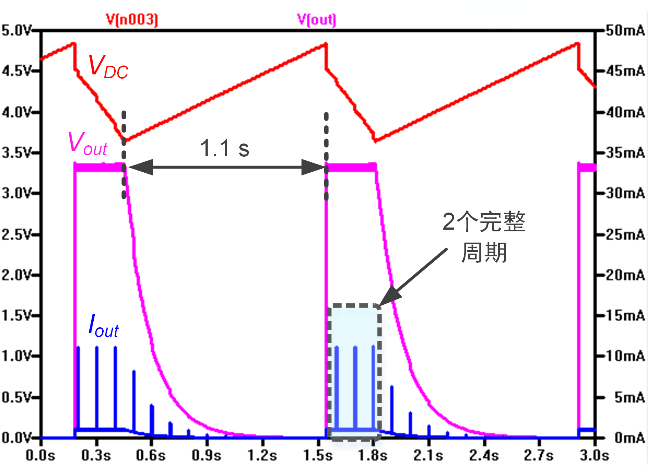 V(n003) V(out)
5.0V 50mA
4.5V 45mA
4.0V 40mA
3.5V 35mA
3.0V 30mA
2.5V 25mA
2.0V 20mA
1.5V 15mA
1.0V 10mA
0.5V 5mA
0.0V 0mA
0.0s 0.3s 0.6s 0.9s 1.2s 1.5s 1.8s 2.1s 2.4s 2.7s 3.0s
VDC
Vout
1.1 s
2个完整
周期
Iout